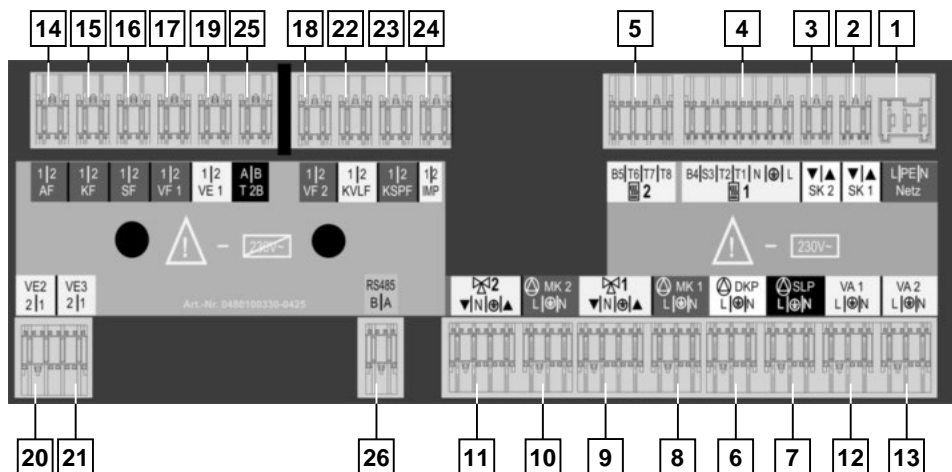 14 15 16 17 19 25 18 22 23 24 5 4 3 2 1
1|2 1|2 1|2 1|2 1|2 A|B 1|2 1|2 1|2 1|2 B5|T6|T7|T8 B4|S3|T2|T1|N|⏚|L ▼|▲ ▼|▲ L|PE|N
AF KF SF VF 1 VE 1 T 2B VF 2 KVLF KSPF IMP 2 1 SK 2 SK 1 Netz
- 230V~ - 230V~
VE2 VE3 RS485 2 MK 2 1 MK 1 DKP SLP VA 1 VA 2
2|1 2|1 B|A ▼|N|⏚|▲ L|⏚|N ▼|N|⏚|▲ L|⏚|N L|⏚|N L|⏚|N L|⏚|N L|⏚|N
Art.-Nr. 0480100330-0425
20 21 26 11 10 9 8 6 7 12 13